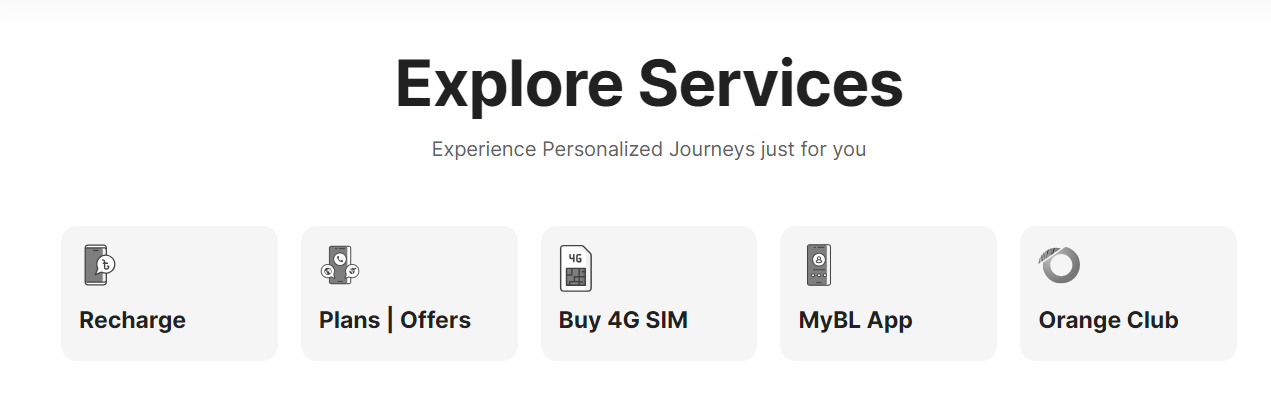 Explore Services
Experience Personalized Journeys just for you
৳
4G
Recharge
Plans | Offers
Buy 4G SIM
MyBL App
Orange Club